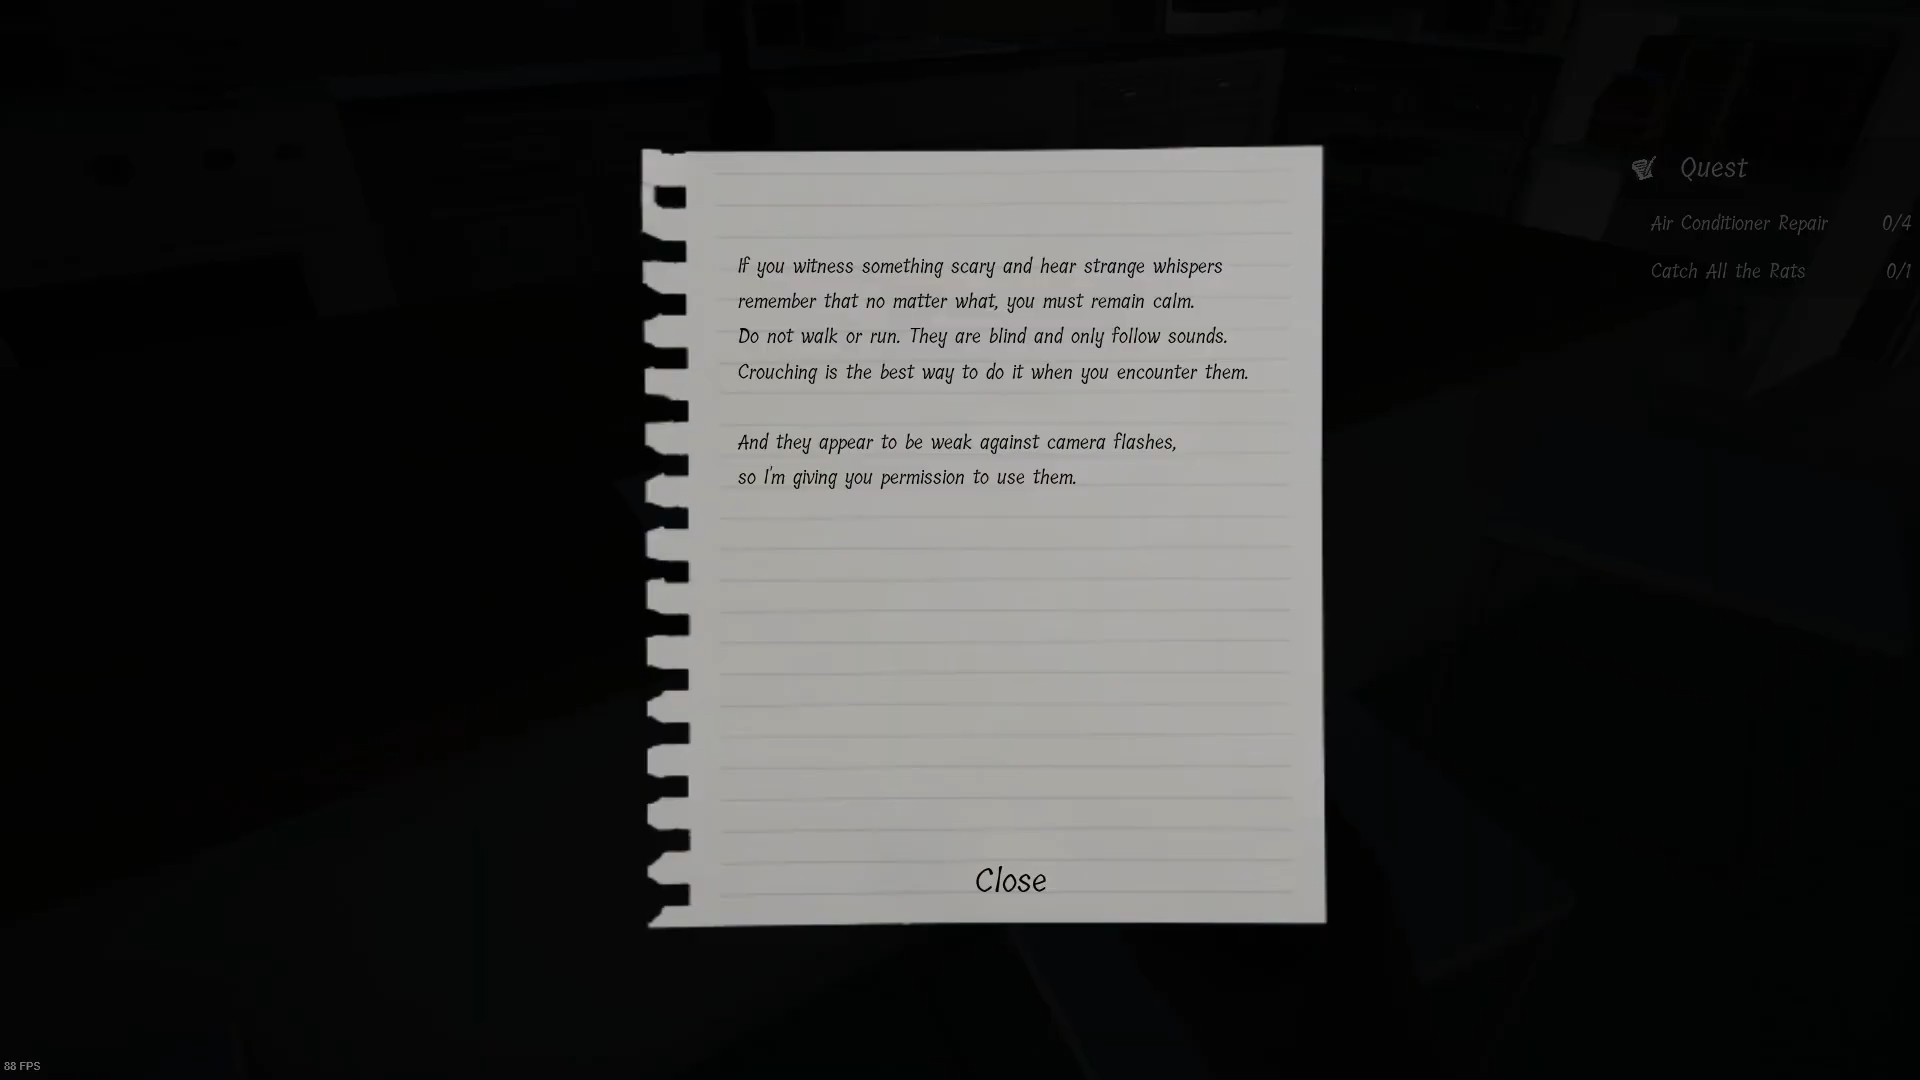 If you witness something scary and hear strange whispers
remember that no matter what, you must remain calm.
Do not walk or run. They are blind and only follow sounds.
Crouching is the best way to do it when you encounter them.
And they appear to be weak against camera flashes,
so I'm giving you permission to use them.
Close
Quest
Air Conditioner Repair 0/4
Catch All the Rats 0/1
88 FPS